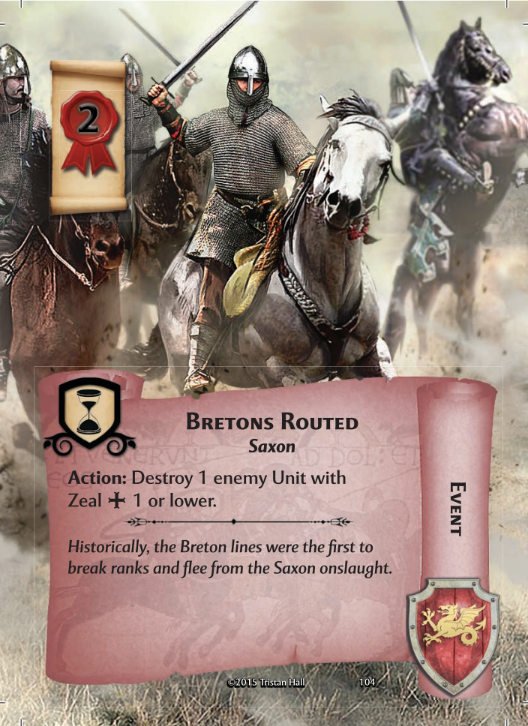 2
Bretons Routed
Saxon
Action: Destroy 1 enemy Unit with
Zeal ✠ 1 or lower.
Historically, the Breton lines were the first to
break ranks and flee from the Saxon onslaught.
Event
©2015 Tristan Hall 104